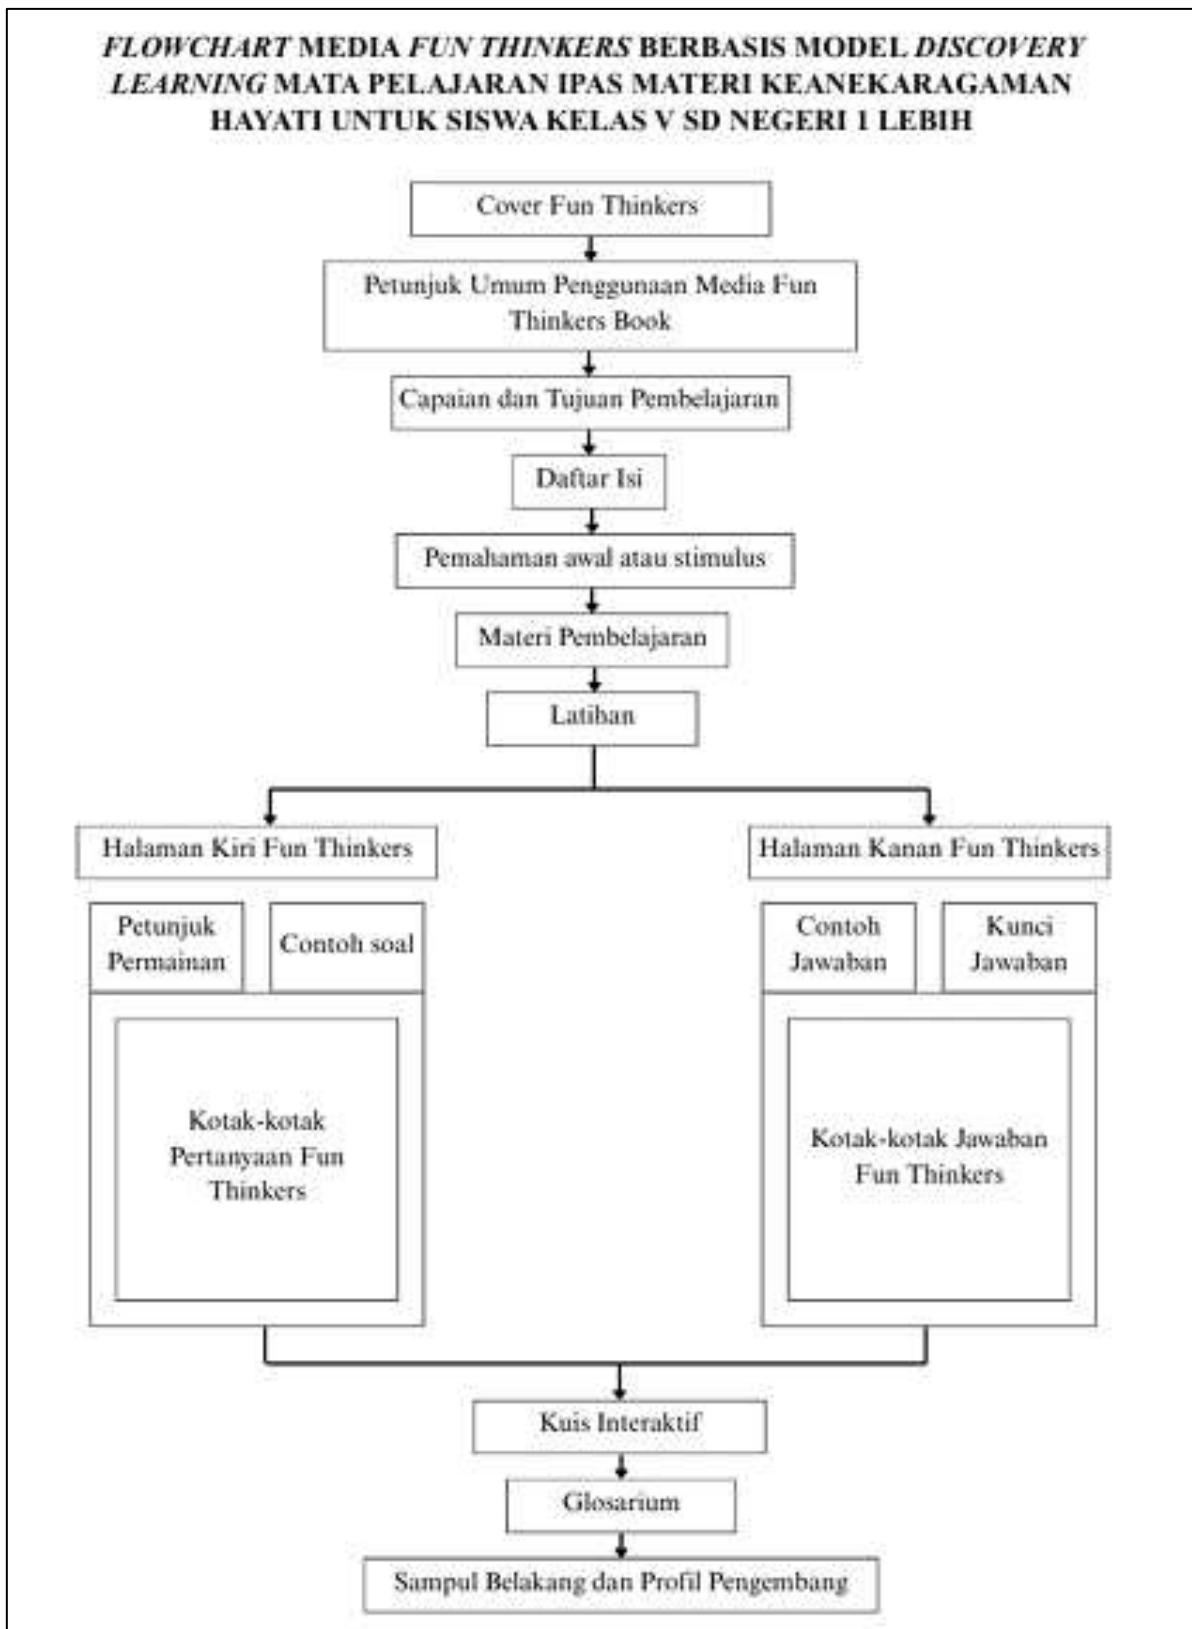 FLOWCHART MEDIA FUN THINKERS BERBASIS MODEL DISCOVERY
LEARNING MATA PELAJARAN IPAS MATERI KEANEKARAGAMAN
HAYATI UNTUK SISWA KELAS V SD NEGERI 1 LEBIH
Cover Fun Thinkers
Petunjuk Umum Penggunaan Media Fun
Thinkers Book
Capaian dan Tujuan Pembelajaran
Daftar Isi
Pemahaman awal atau stimulus
Materi Pembelajaran
Latihan
Halaman Kiri Fun Thinkers
Petunjuk
Permainan
Contoh soal
Kotak-kotak
Pertanyaan Fun
Thinkers
Halaman Kanan Fun Thinkers
Contoh
Jawaban
Kunci
Jawaban
Kotak-kotak Jawaban
Fun Thinkers
Kuis Interaktif
Glosarium
Sampul Belakang dan Profil Pengembang